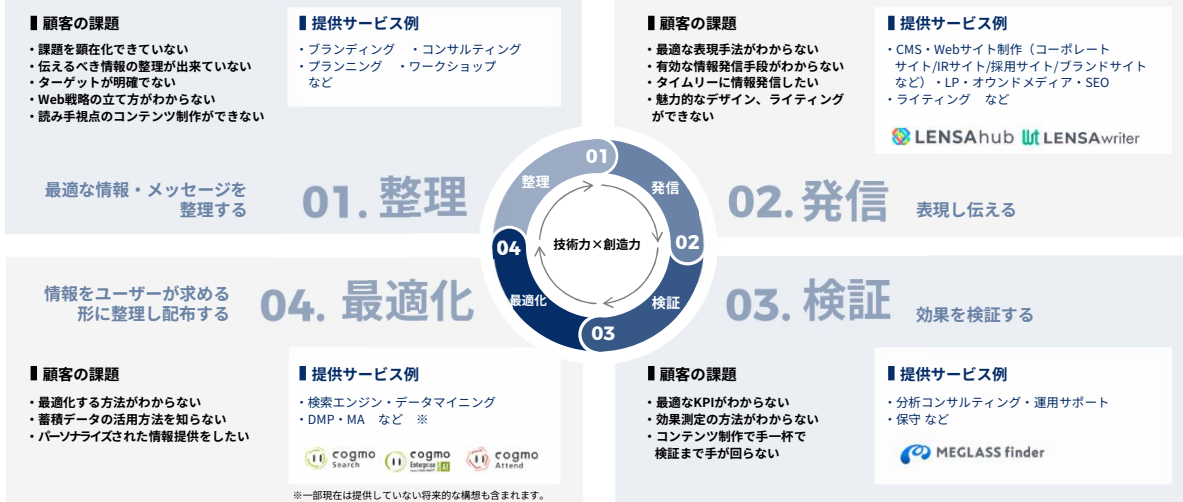 顧客の課題
・課題を顕在化できていない
・伝えるべき情報の整理が出来ていない
・ターゲットが明確でない
・Web戦略の立て方がわからない
・読み手視点のコンテンツ制作ができない
提供サービス例
・ブランディング　・コンサルティング
・プランニング　・ワークショップ
など
最適な情報・メッセージを
整理する
01. 整理
顧客の課題
・最適な表現手法がわからない
・有効な情報発信手段がわからない
・タイムリーに情報発信したい
・魅力的なデザイン、ライティング
ができない
提供サービス例
・CMS・Webサイト制作（コーポレート
サイト/IRサイト/採用サイト/ブランドサイト
など）・LP・オウンドメディア・SEO
・ライティング　など
LENSAhub LENSAwriter
02. 発信
表現し伝える
01
整理
発信
04
技術力×創造力
02
最適化
検証
03
情報をユーザーが求める
形に整理し配布する
04. 最適化
顧客の課題
・最適化する方法がわからない
・蓄積データの活用方法を知らない
・パーソナライズされた情報提供をしたい
提供サービス例
・検索エンジン・データマイニング
・DMP・MA　など　※
cogmo Search
cogmo Enterprise
cogmo Attend
※一部現在は提供していない将来的な構想も含まれます。
03. 検証
効果を検証する
顧客の課題
・最適なKPIがわからない
・効果測定の方法がわからない
・コンテンツ制作で手一杯で
検証まで手が回らない
提供サービス例
・分析コンサルティング・運用サポート
・保守 など
MEGLASS finder